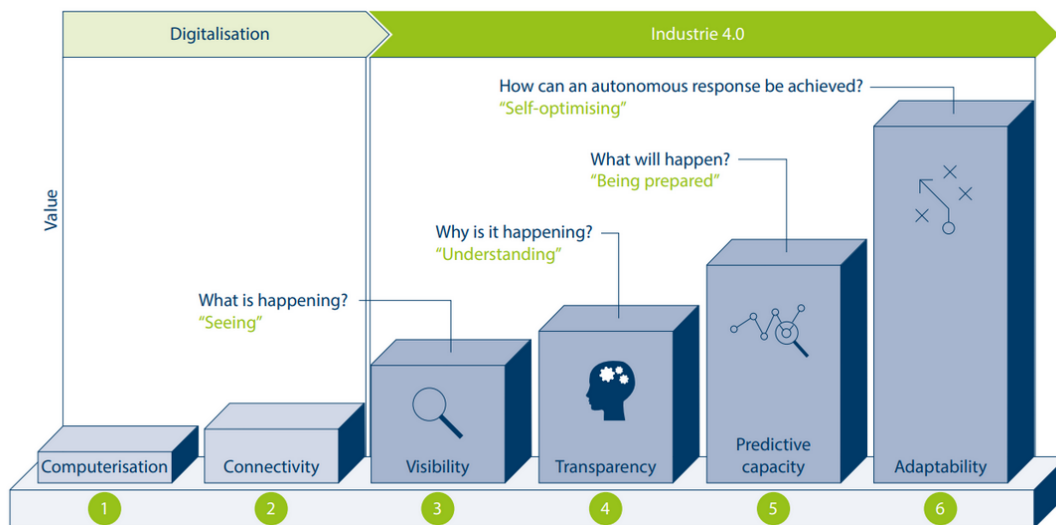 Digitalisation
Industrie 4.0
Value
How can an autonomous response be achieved?
“Self-optimising”
What will happen?
“Being prepared”
Why is it happening?
“Understanding”
What is happening?
“Seeing”
Computerisation
Connectivity
Visibility
Transparency
Predictive
capacity
Adaptability
1
2
3
4
5
6